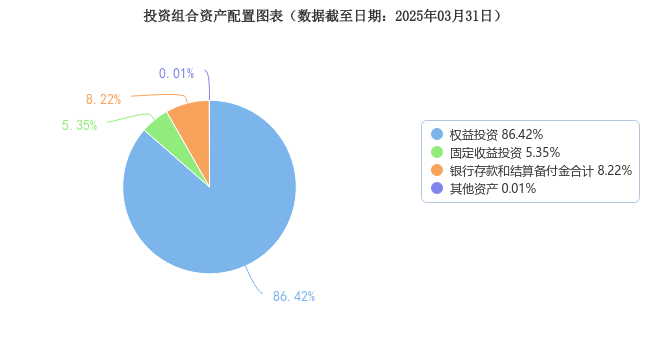 投资组合资产配置图表（数据截至日期：2025年03月31日）
0.01%
8.22%
5.35%
86.42%
权益投资 86.42%
固定收益投资 5.35%
银行存款和结算备付金合计 8.22%
其他资产 0.01%